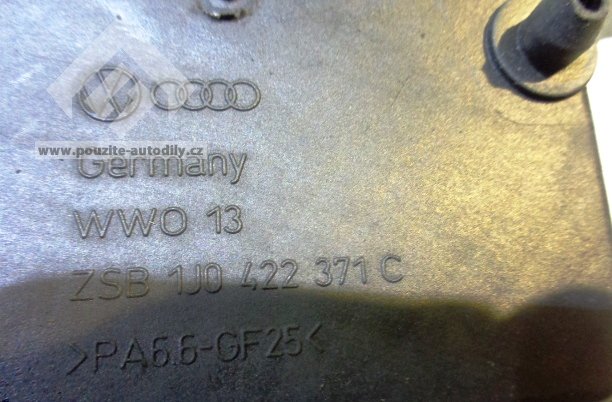 www.pouzite-autodily.cz
Germany
WWO 13
ZSB 1J0 422 371 C
>PA6.6-GF25<